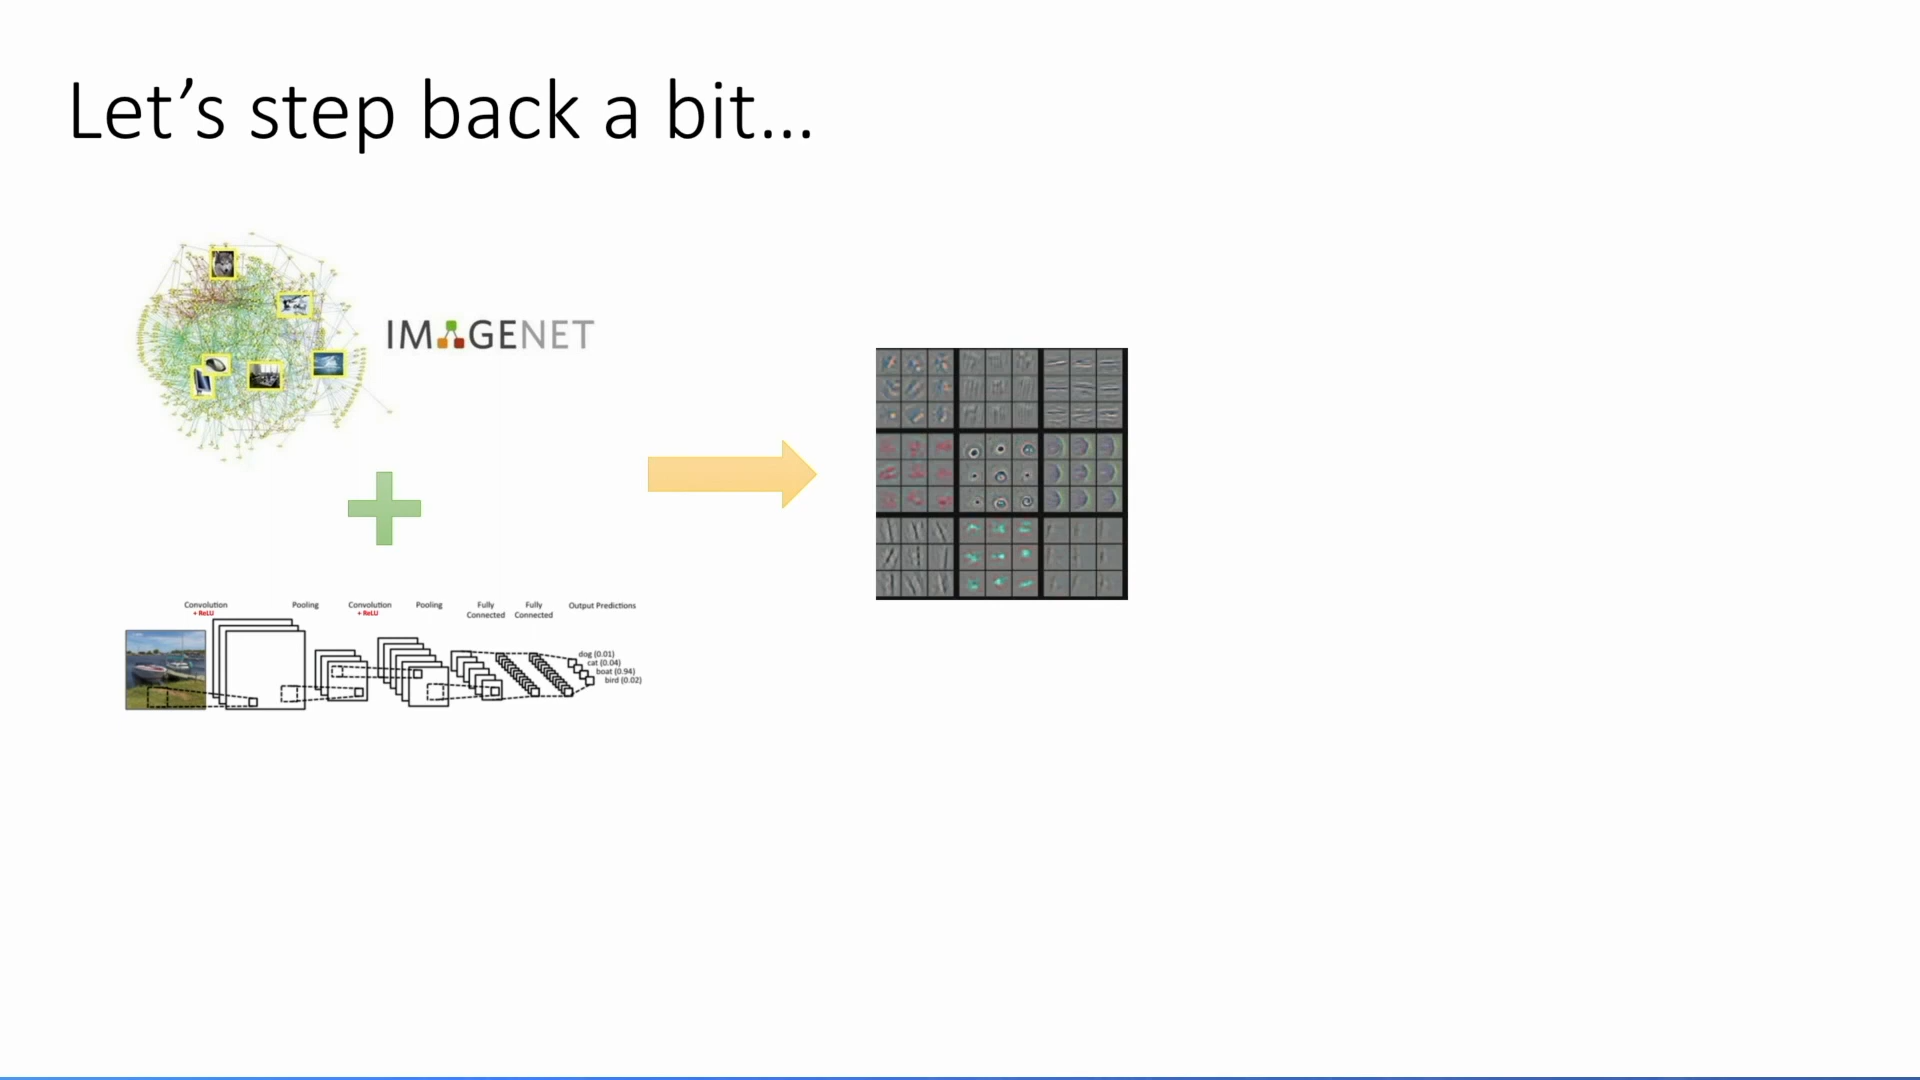 Let's step back a bit...
IMAGENET
Convolution Pooling Convolution Pooling Fully Fully Output Predictions
+ ReLU + ReLU Connected Connected
dog (0.01)
cat (0.04)
boat (0.94)
bird (0.02)